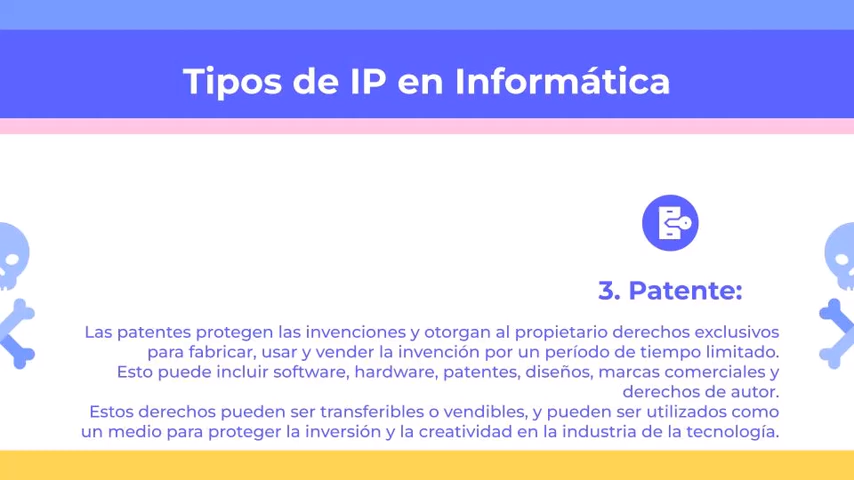 Tipos de IP en Informática
3. Patente:
Las patentes protegen las invenciones y otorgan al propietario derechos exclusivos
para fabricar, usar y vender la invención por un período de tiempo limitado.
Esto puede incluir software, hardware, patentes, diseños, marcas comerciales y
derechos de autor.
Estos derechos pueden ser transferibles o vendibles, y pueden ser utilizados como
un medio para proteger la inversión y la creatividad en la industria de la tecnología.